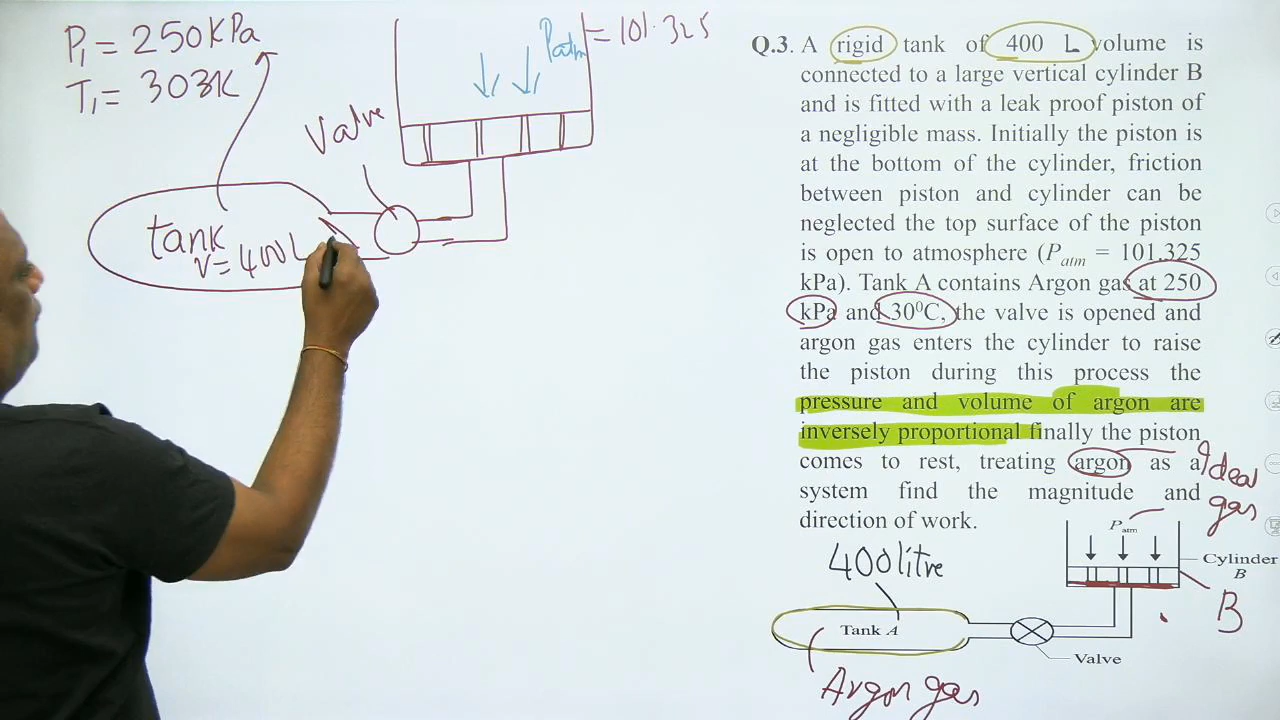 P₁ = 250KPa
T₁ = 303K
Patm = 101.325
Valve
tank
V=400L
Q.3. A rigid tank of 400 L volume is
connected to a large vertical cylinder B
and is fitted with a leak proof piston of
a negligible mass. Initially the piston is
at the bottom of the cylinder, friction
between piston and cylinder can be
neglected the top surface of the piston
is open to atmosphere (Patm = 101.325
kPa). Tank A contains Argon gas at 250
kPa and 30⁰C, the valve is opened and
argon gas enters the cylinder to raise
the piston during this process the
pressure and volume of argon are
inversely proportional finally the piston
comes to rest, treating argon as a
system find the magnitude and
direction of work.
Ideal
gas
400litre
Patm
Cylinder
B
B
Tank A
Valve
Argon gas